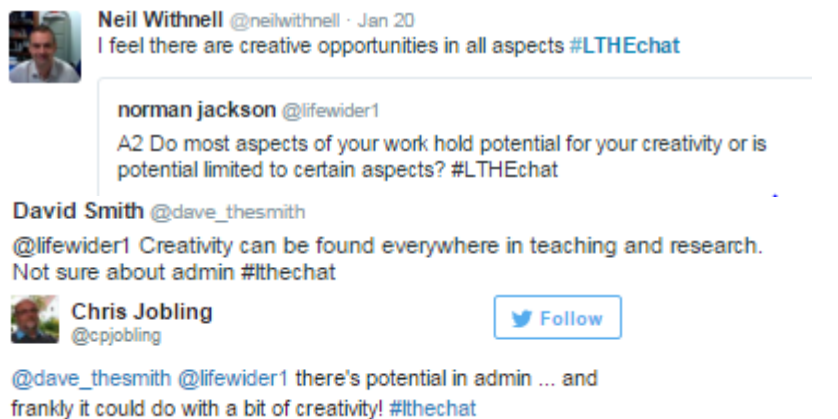 Neil Withnell @neilwithnell · Jan 20
I feel there are creative opportunities in all aspects #LTHEchat
norman jackson @lifewider1
A2 Do most aspects of your work hold potential for your creativity or is
potential limited to certain aspects? #LTHEchat
David Smith @dave_thesmith
@lifewider1 Creativity can be found everywhere in teaching and research.
Not sure about admin #lthechat
Chris Jobling
@cpjobling
Follow
@dave_thesmith @lifewider1 there's potential in admin ... and
frankly it could do with a bit of creativity! #lthechat